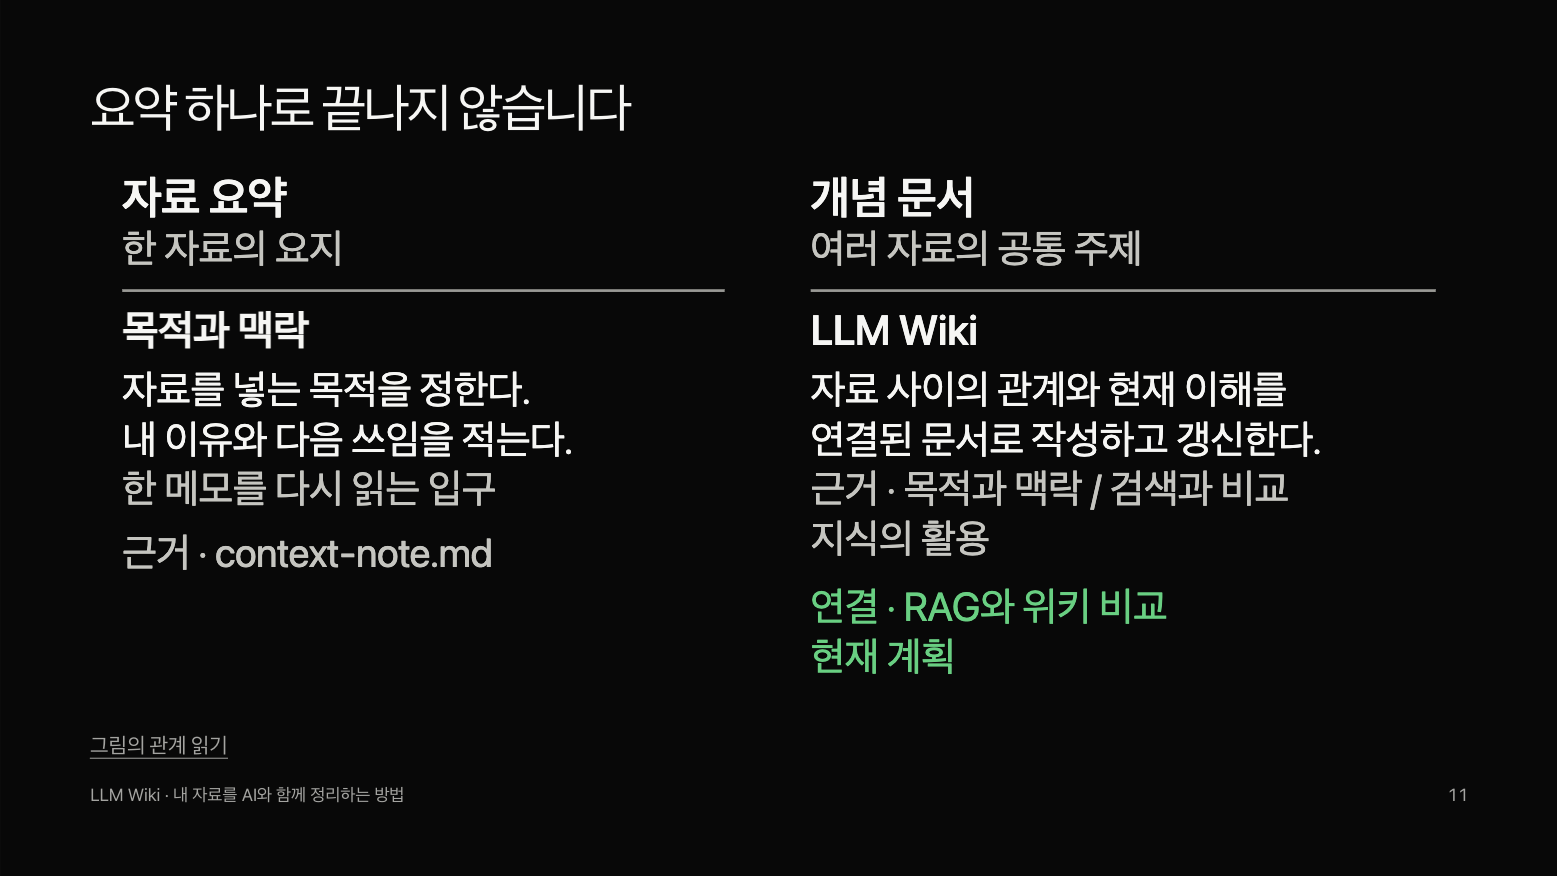 요약 하나로 끝나지 않습니다
자료 요약
한 자료의 요지
목적과 맥락
자료를 넣는 목적을 정한다.
내 이유와 다음 쓰임을 적는다.
한 메모를 다시 읽는 입구
근거 · context-note.md
개념 문서
여러 자료의 공통 주제
LLM Wiki
자료 사이의 관계와 현재 이해를
연결된 문서로 작성하고 갱신한다.
근거 · 목적과 맥락 / 검색과 비교
지식의 활용
연결 · RAG와 위키 비교
현재 계획
그림의 관계 읽기
LLM Wiki · 내 자료를 AI와 함께 정리하는 방법
11